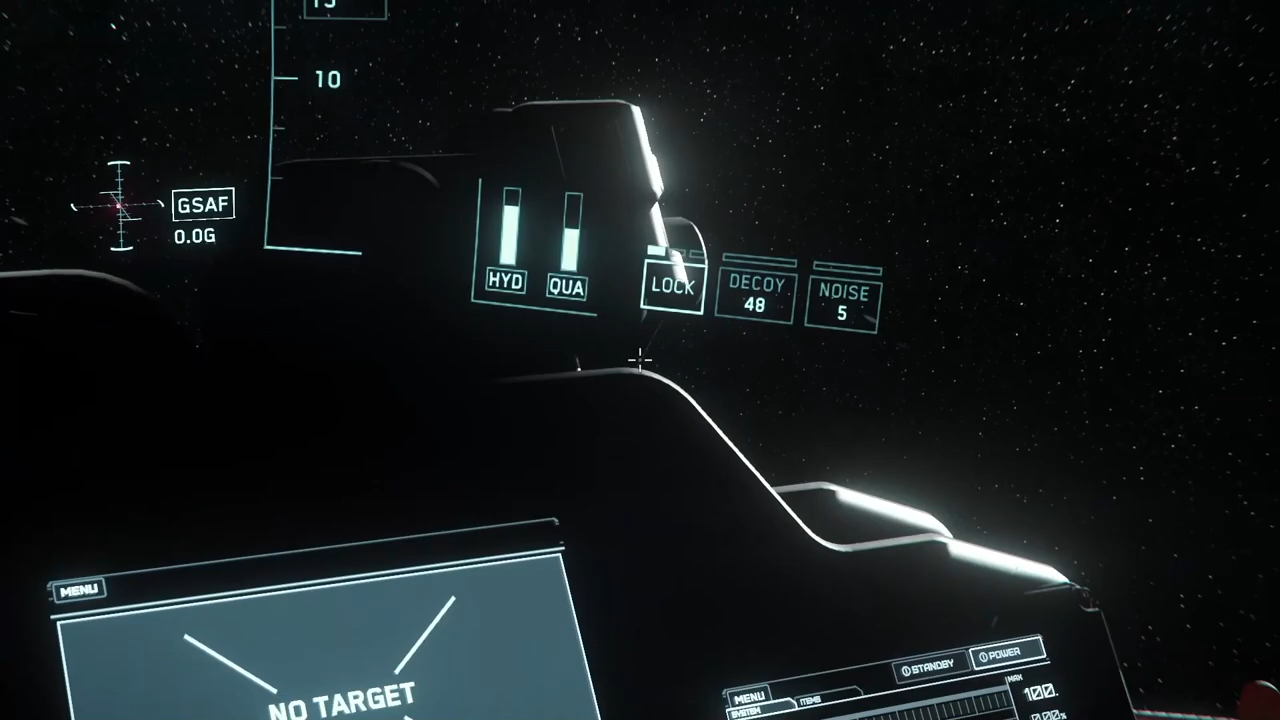 15
10
GSAF
0.0G
HYD
QUA
LOCK
DECOY
48
NOISE
5
MENU
NO TARGET
STANDBY
POWER
MENU
ITEMS
SYSTEM
MAX
100.